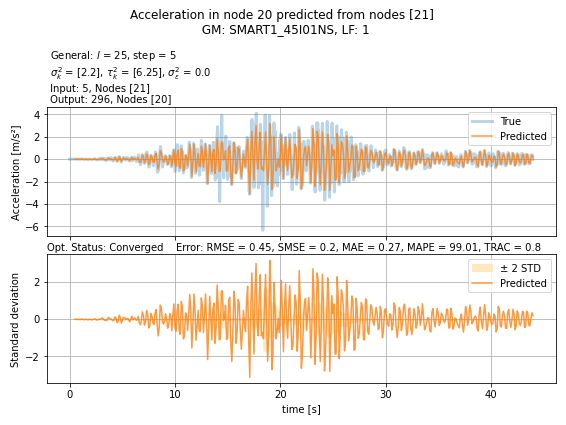 Acceleration in node 20 predicted from nodes [21]
GM: SMART1_45I01NS, LF: 1
General: l = 25, step = 5
σ²ₖ = [2.2], τ²ₖ = [6.25], σ²_ε = 0.0
Input: 5, Nodes [21]
Output: 296, Nodes [20]
4
2
0
−2
−4
−6
Acceleration [m/s²]
True
Predicted
Opt. Status: Converged    Error: RMSE = 0.45, SMSE = 0.2, MAE = 0.27, MAPE = 99.01, TRAC = 0.8
2
0
−2
Standard deviation
± 2 STD
Predicted
0 10 20 30 40
time [s]